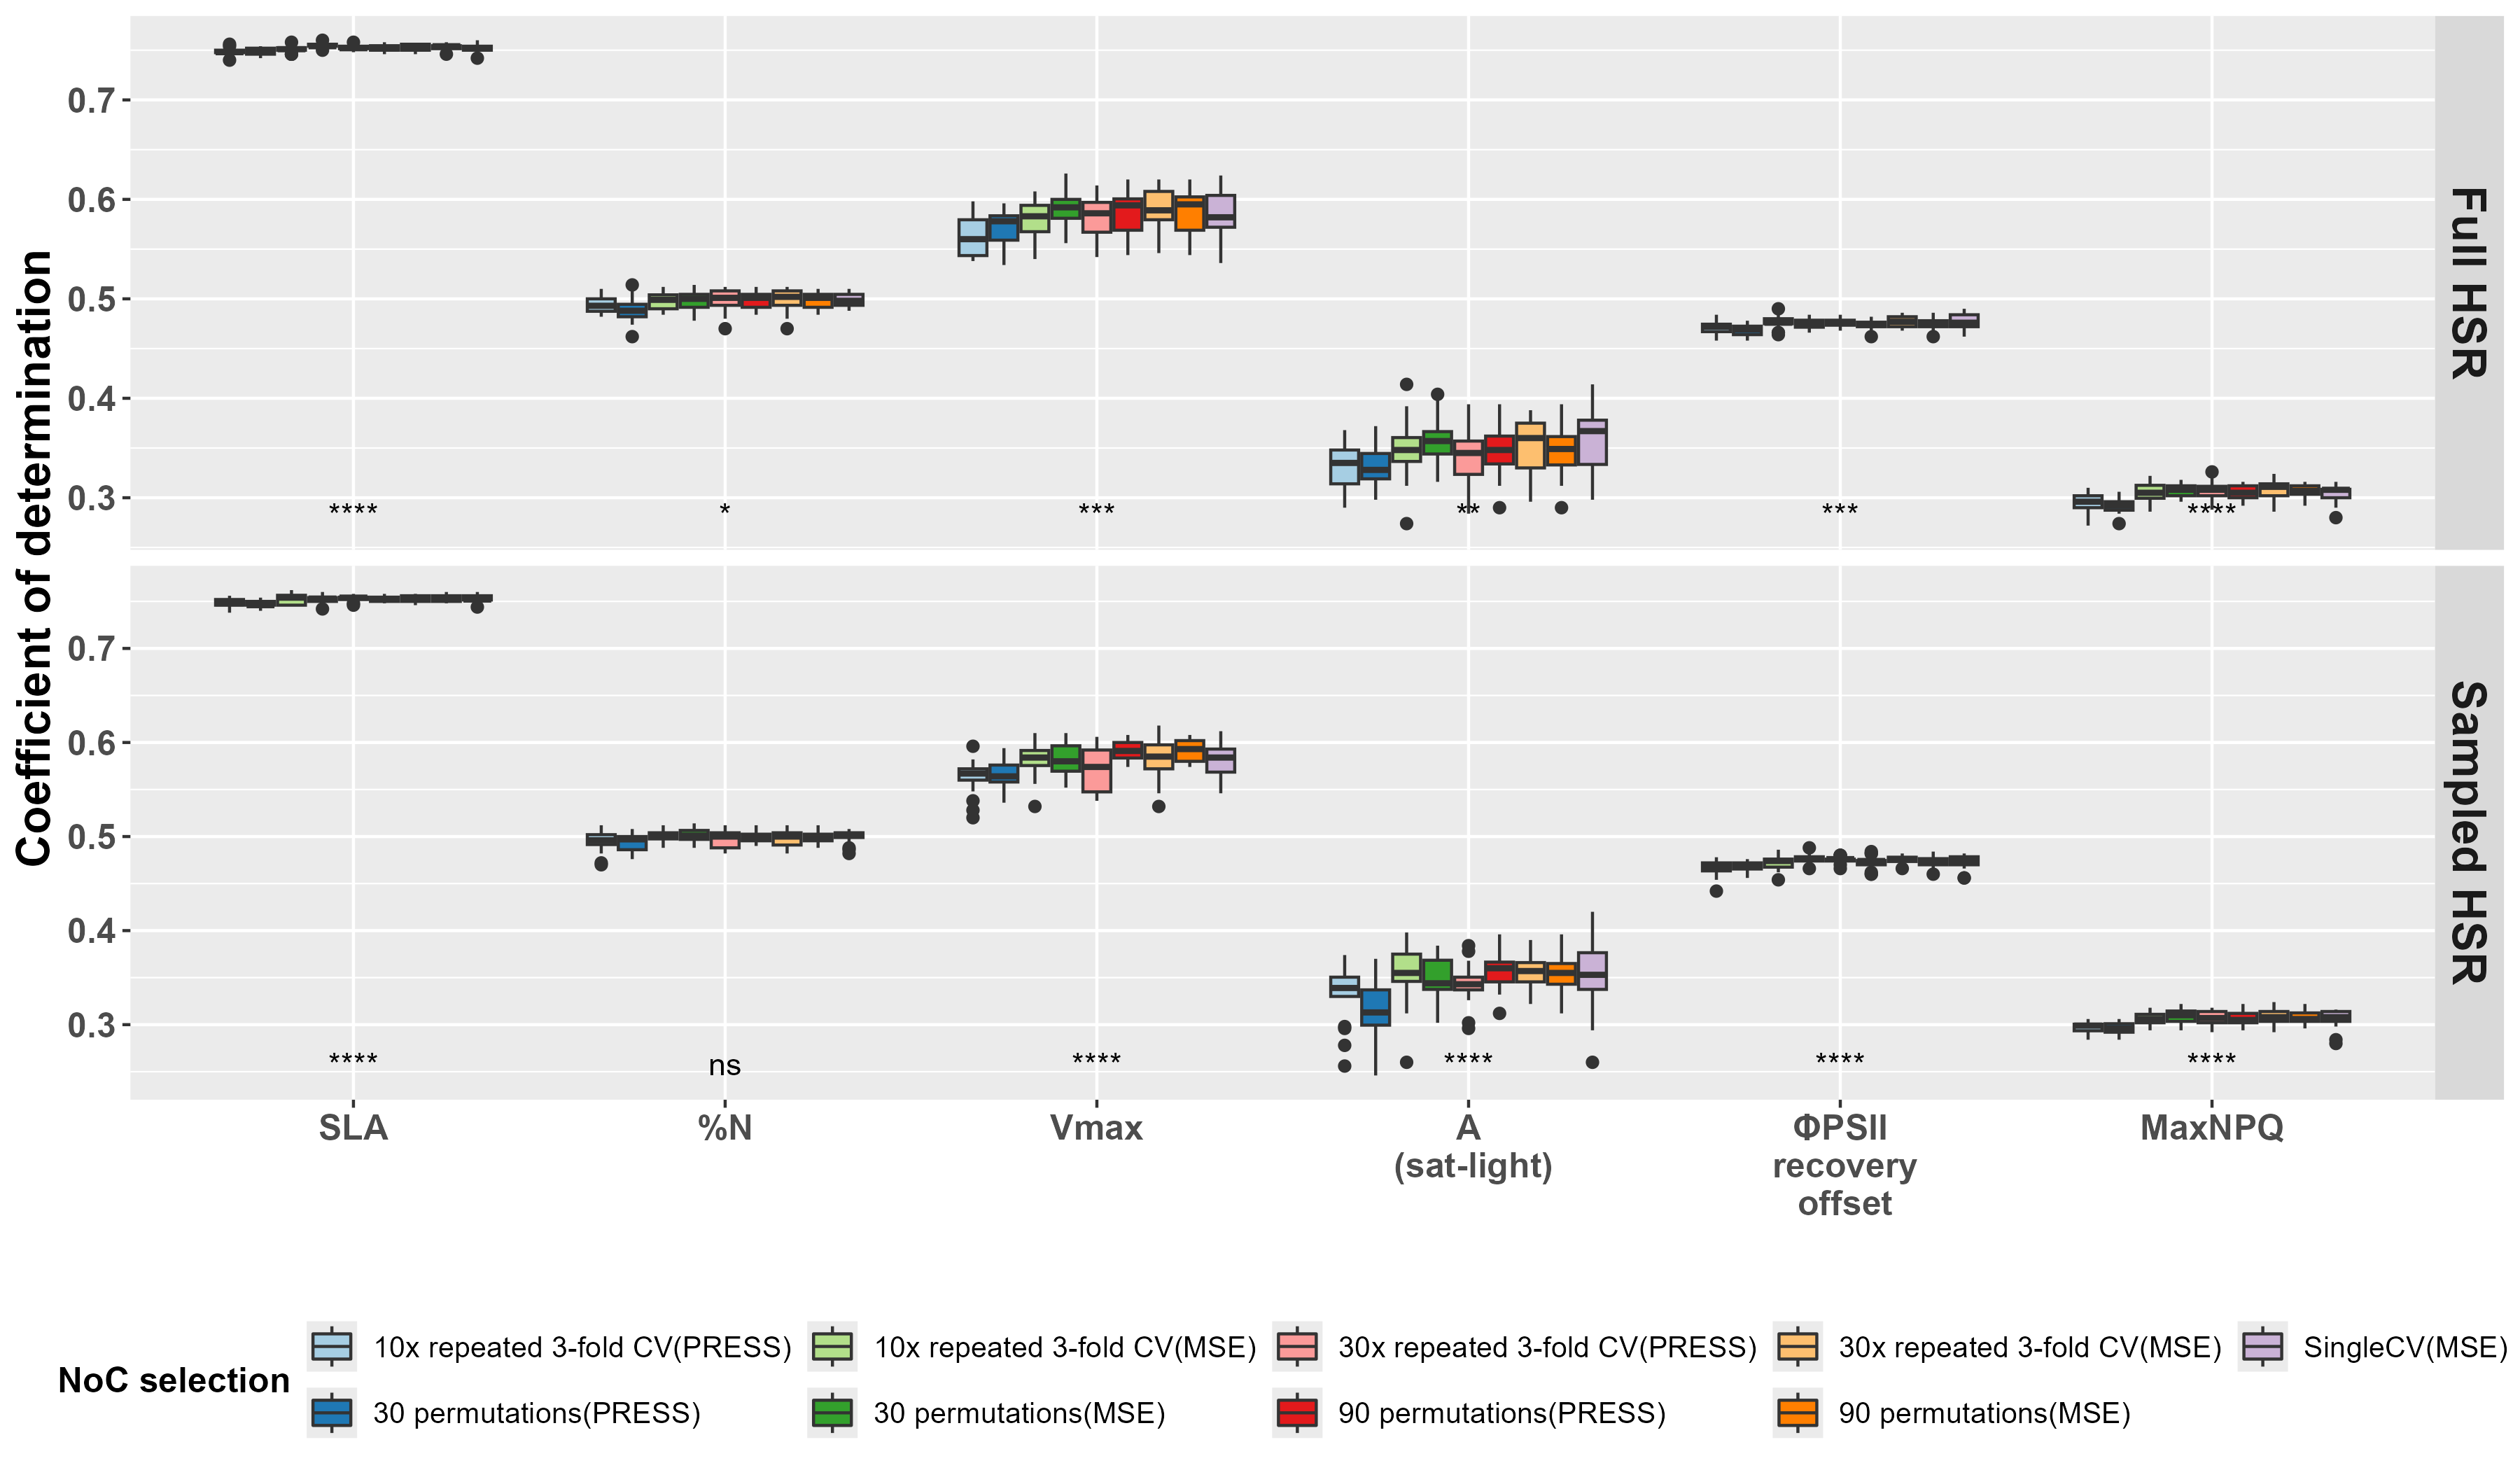 Coefficient of determination
0.7
0.6
0.5
0.4
0.3
****
*
***
**
***
****
Full HSR
0.7
0.6
0.5
0.4
0.3
****
ns
****
****
****
****
Sampled HSR
SLA
%N
Vmax
A
(sat-light)
ΦPSII
recovery
offset
MaxNPQ
NoC selection
10x repeated 3-fold CV(PRESS)
10x repeated 3-fold CV(MSE)
30x repeated 3-fold CV(PRESS)
30x repeated 3-fold CV(MSE)
SingleCV(MSE)
30 permutations(PRESS)
30 permutations(MSE)
90 permutations(PRESS)
90 permutations(MSE)